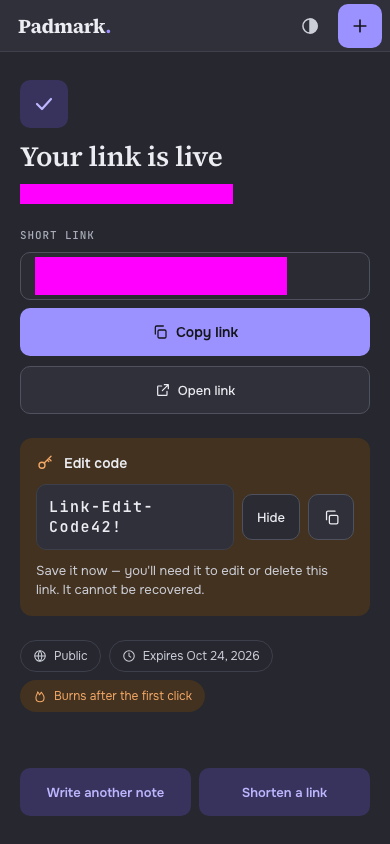 Padmark.
Your link is live
SHORT LINK
Copy link
Open link
Edit code
Link-Edit-
Code42!
Hide
Save it now — you'll need it to edit or delete this
link. It cannot be recovered.
Public
Expires Oct 24, 2026
Burns after the first click
Write another note
Shorten a link